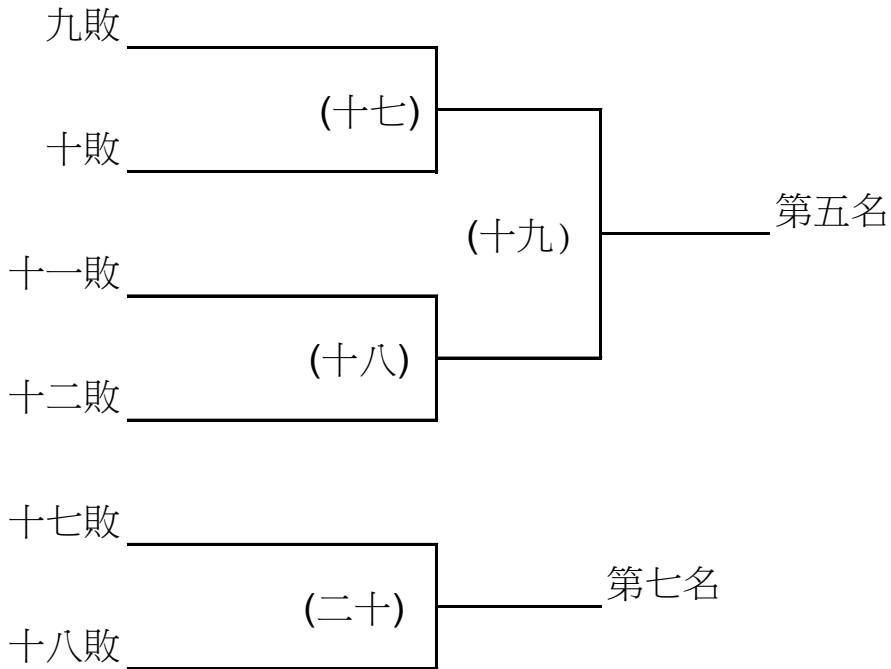 九敗
(十七)
十敗
第五名
(十九)
十一敗
(十八)
十二敗
十七敗
第七名
(二十)
十八敗